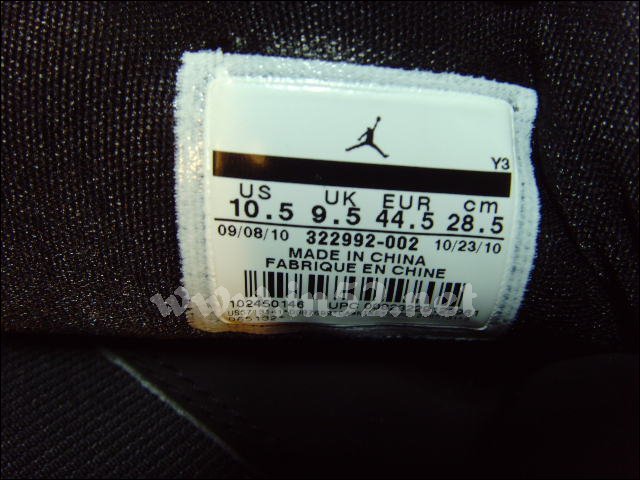 Y3
US UK EUR cm
10.5 9.5 44.5 28.5
09/08/10 322992-002 10/23/10
MADE IN CHINA
FABRIQUE EN CHINE
102450146 UPC